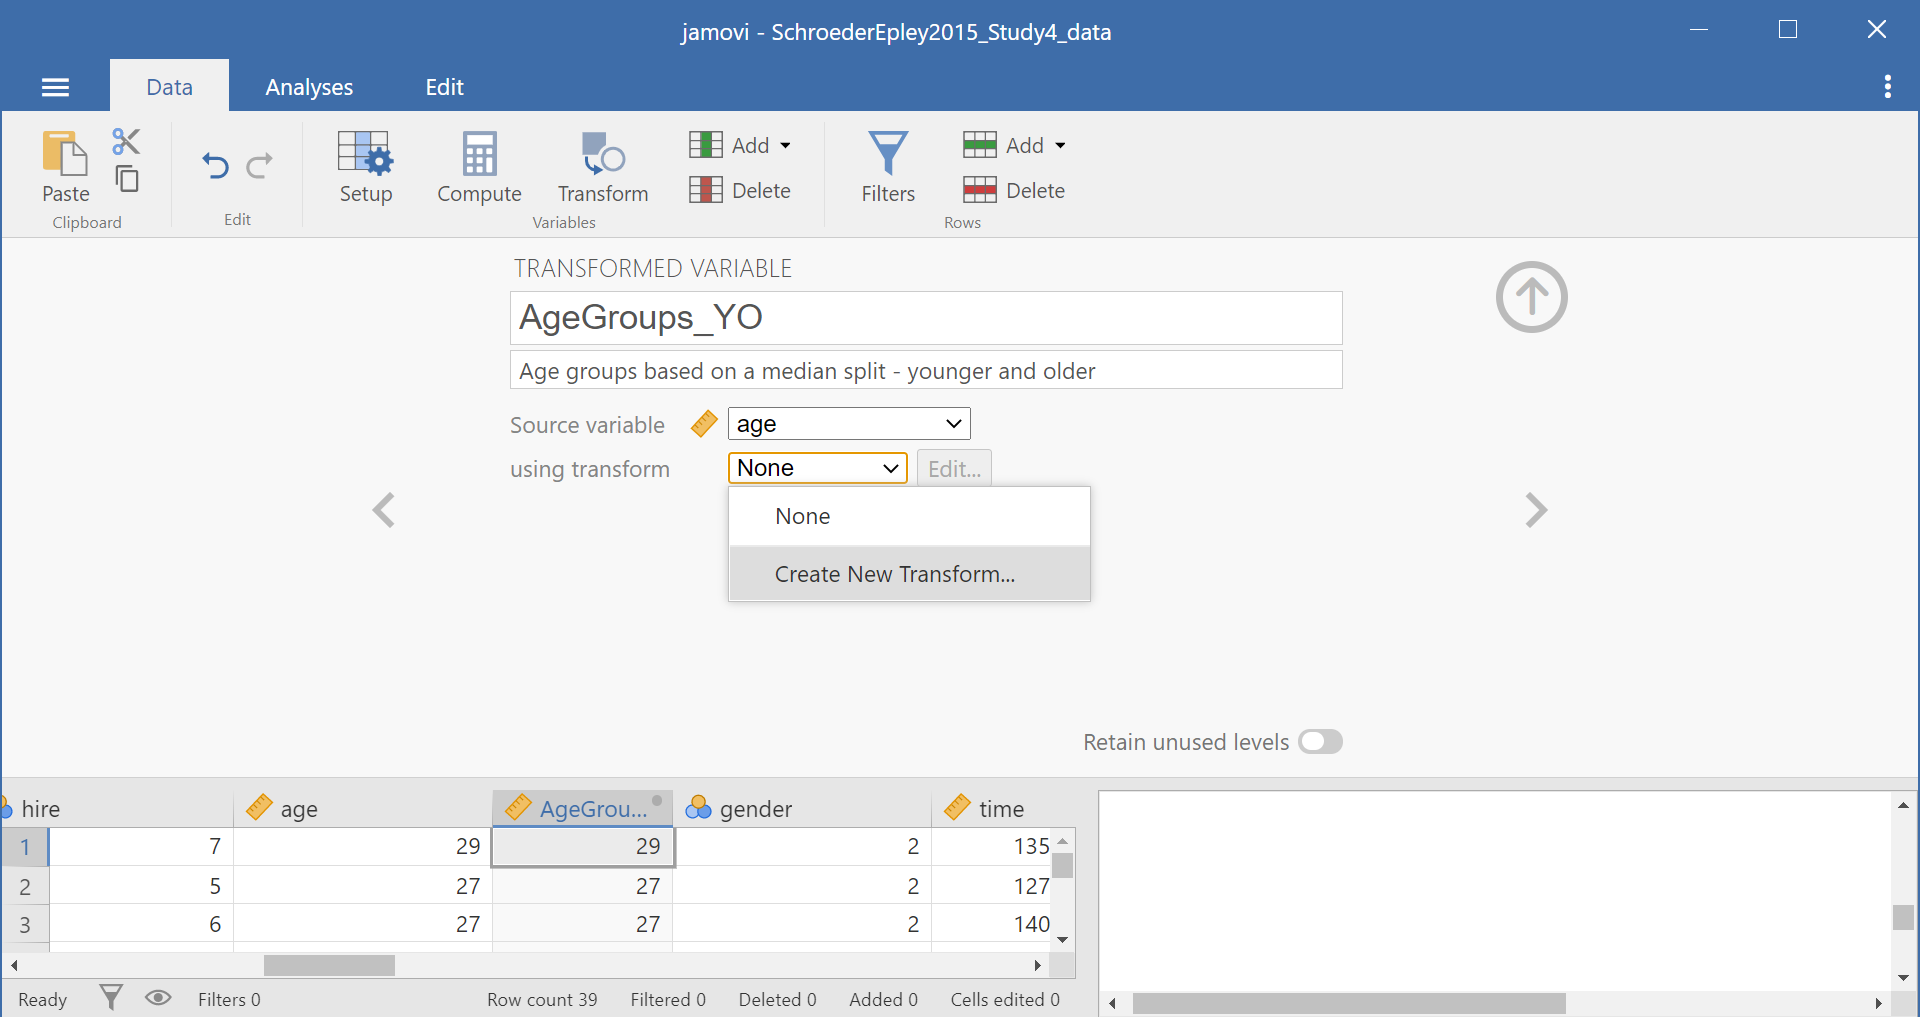 jamovi - SchroederEpley2015_Study4_data
Data Analyses Edit
Paste
Clipboard
Edit
Setup Compute Transform
Add
Delete
Variables
Filters
Add
Delete
Rows
TRANSFORMED VARIABLE
AgeGroups_YO
Age groups based on a median split - younger and older
Source variable age
using transform None Edit...
None
Create New Transform...
Retain unused levels
hire age AgeGrou... gender time
1 7 29 29 2 135
2 5 27 27 2 127
3 6 27 27 2 140
Ready Filters 0 Row count 39 Filtered 0 Deleted 0 Added 0 Cells edited 0